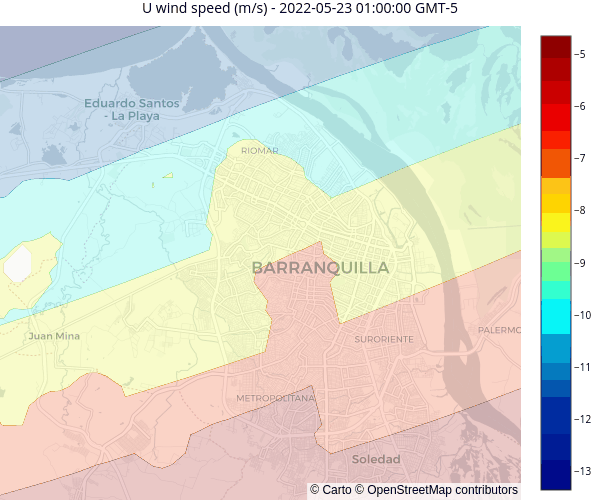 U wind speed (m/s) - 2022-05-23 01:00:00 GMT-5
Eduardo Santos
- La Playa
RIOMAR
BARRANQUILLA
Juan Mina
SURORIENTE
PALERMO
METROPOLITANA
Soledad
© Carto © OpenStreetMap contributors
−5
−6
−7
−8
−9
−10
−11
−12
−13